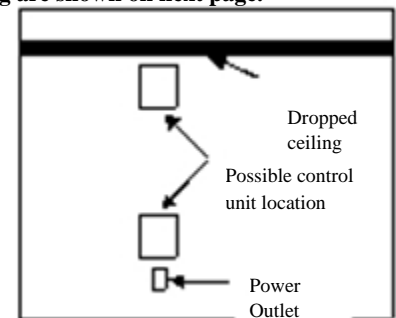 g are shown on next page.
Dropped
ceiling
Possible control
unit location
Power
Outlet